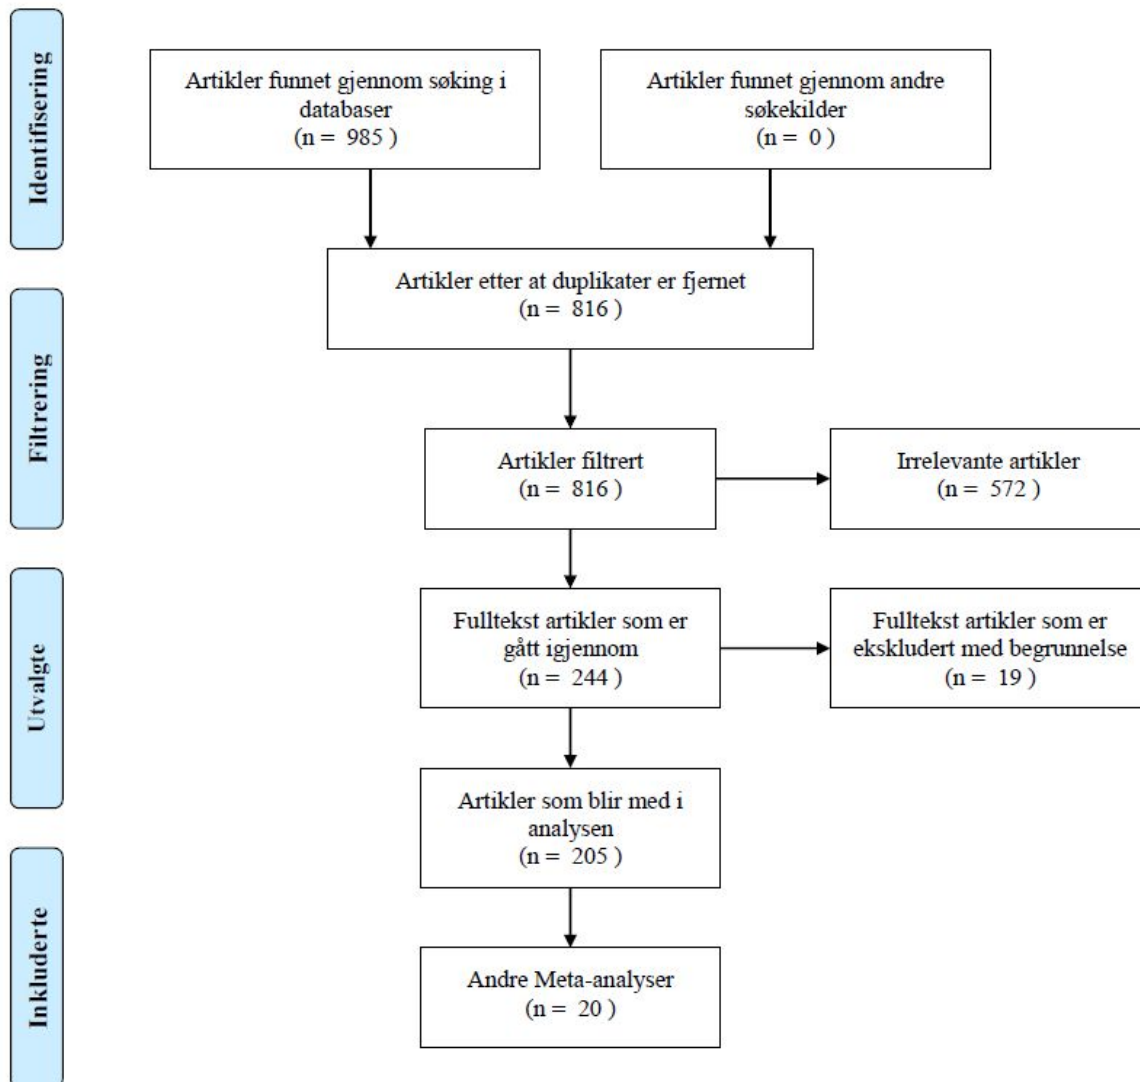 Identifisering
Artikler funnet gjennom søking i
databaser
(n = 985 )
Artikler funnet gjennom andre
søkekilder
(n = 0 )
Artikler etter at duplikater er fjernet
(n = 816 )
Filtrering
Artikler filtrert
(n = 816 )
Irrelevante artikler
(n = 572 )
Utvalgte
Fulltekst artikler som er
gått igjennom
(n = 244 )
Fulltekst artikler som er
ekskludert med begrunnelse
(n = 19 )
Artikler som blir med i
analysen
(n = 205 )
Inkluderte
Andre Meta-analyser
(n = 20 )